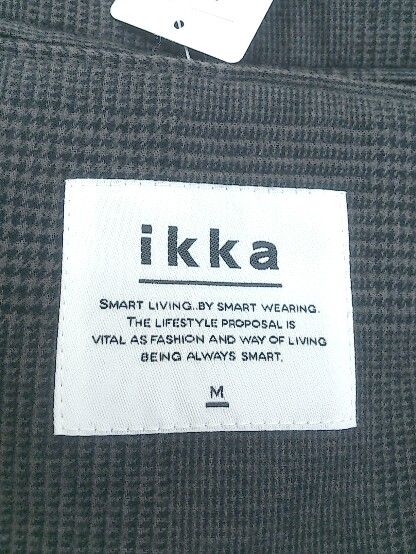 ikka
SMART LIVING..BY SMART WEARING.
THE LIFESTYLE PROPOSAL IS
VITAL AS FASHION AND WAY OF LIVING
BEING ALWAYS SMART.
M